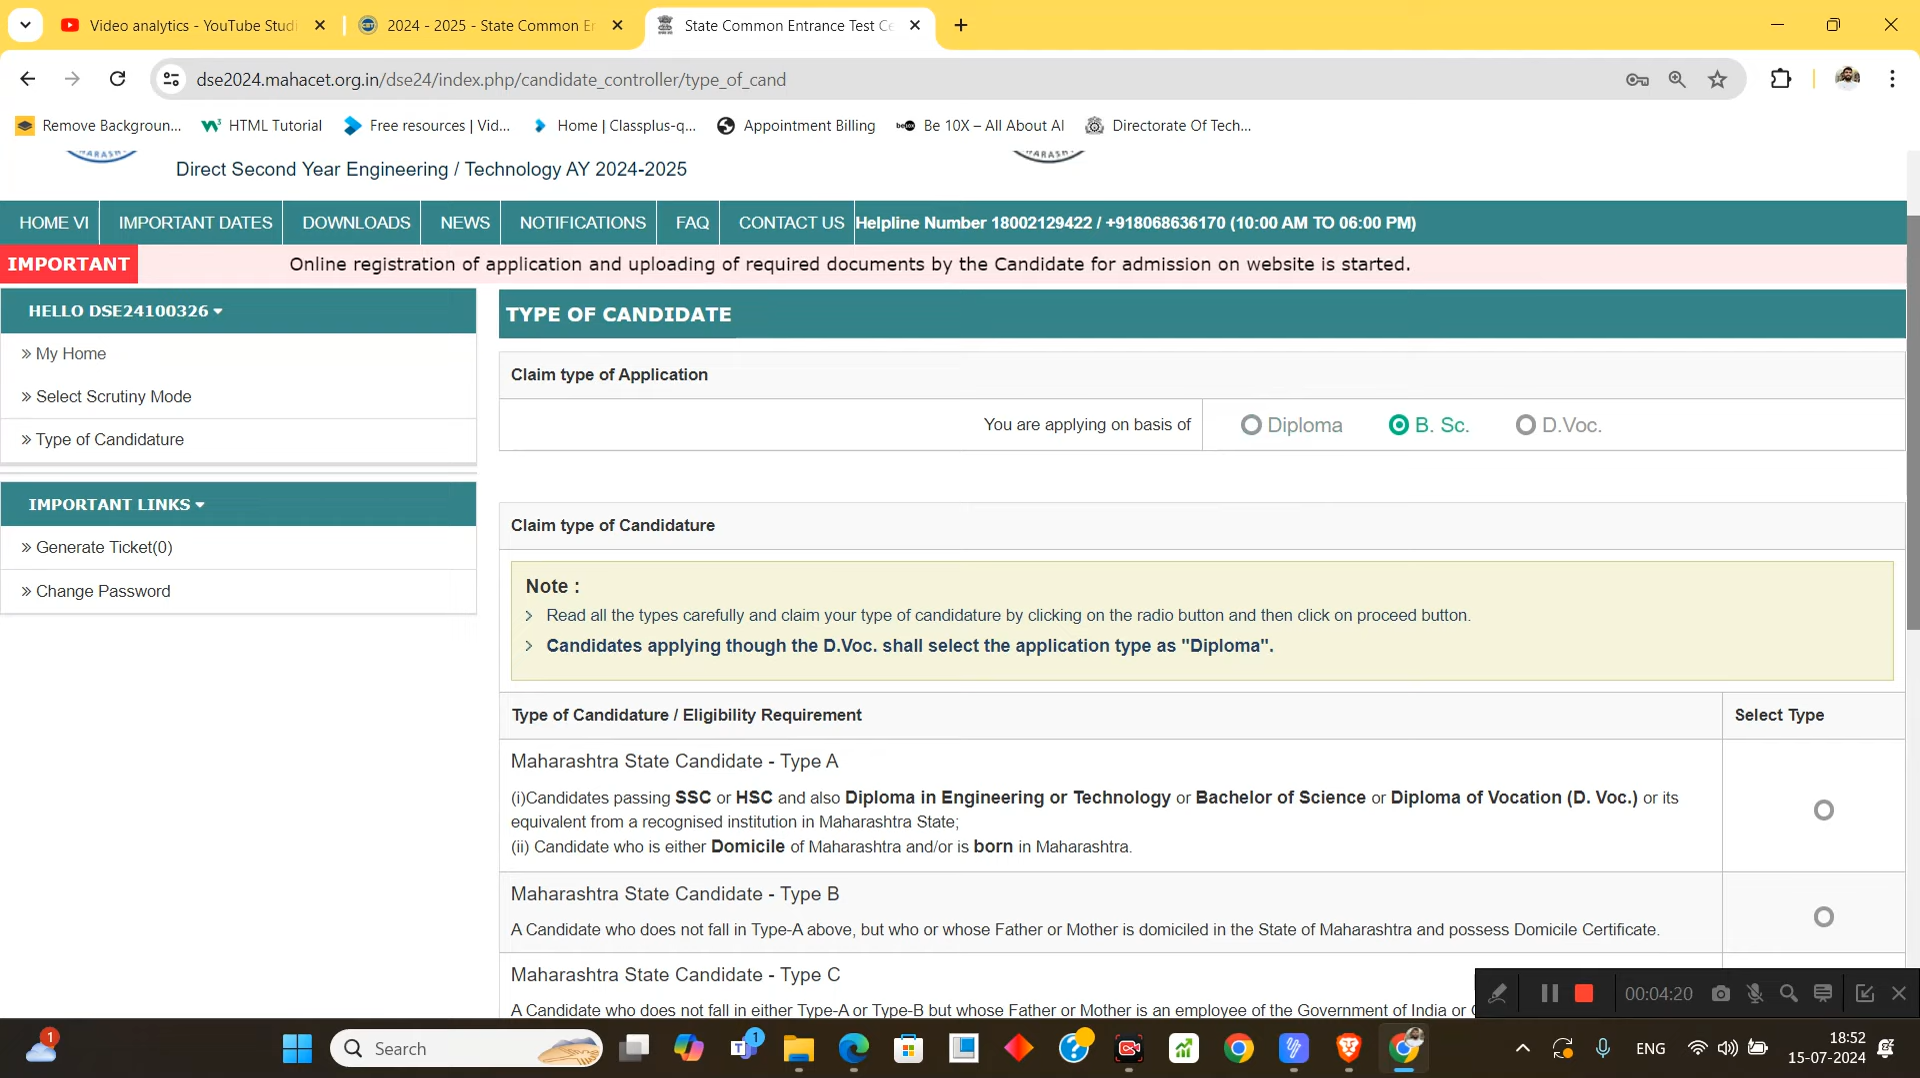 Video analytics - YouTube Studi
2024 - 2025 - State Common En
State Common Entrance Test Ce
dse2024.mahacet.org.in/dse24/index.php/candidate_controller/type_of_cand
Remove Backgroun...
HTML Tutorial
Free resources | Vid...
Home | Classplus-q...
Appointment Billing
Be 10X – All About AI
Directorate Of Tech...
Direct Second Year Engineering / Technology AY 2024-2025
HOME VI
IMPORTANT DATES
DOWNLOADS
NEWS
NOTIFICATIONS
FAQ
CONTACT US
Helpline Number 18002129422 / +918068636170 (10:00 AM TO 06:00 PM)
IMPORTANT
Online registration of application and uploading of required documents by the Candidate for admission on website is started.
HELLO DSE24100326
» My Home
» Select Scrutiny Mode
» Type of Candidature
IMPORTANT LINKS
» Generate Ticket(0)
» Change Password
TYPE OF CANDIDATE
Claim type of Application
You are applying on basis of
Diploma
B. Sc.
D.Voc.
Claim type of Candidature
Note :
Read all the types carefully and claim your type of candidature by clicking on the radio button and then click on proceed button.
Candidates applying though the D.Voc. shall select the application type as "Diploma".
Type of Candidature / Eligibility Requirement
Select Type
Maharashtra State Candidate - Type A
(i)Candidates passing SSC or HSC and also Diploma in Engineering or Technology or Bachelor of Science or Diploma of Vocation (D. Voc.) or its
equivalent from a recognised institution in Maharashtra State;
(ii) Candidate who is either Domicile of Maharashtra and/or is born in Maharashtra.
Maharashtra State Candidate - Type B
A Candidate who does not fall in Type-A above, but who or whose Father or Mother is domiciled in the State of Maharashtra and possess Domicile Certificate.
Maharashtra State Candidate - Type C
A Candidate who does not fall in either Type-A or Type-B but whose Father or Mother is an employee of the Government of India or
00:04:20
1
Search
1
ENG
18:52
15-07-2024